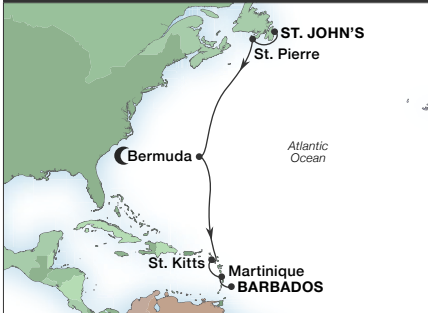 ST. JOHN'S
St. Pierre
Atlantic
Ocean
Bermuda
St. Kitts
Martinique
BARBADOS